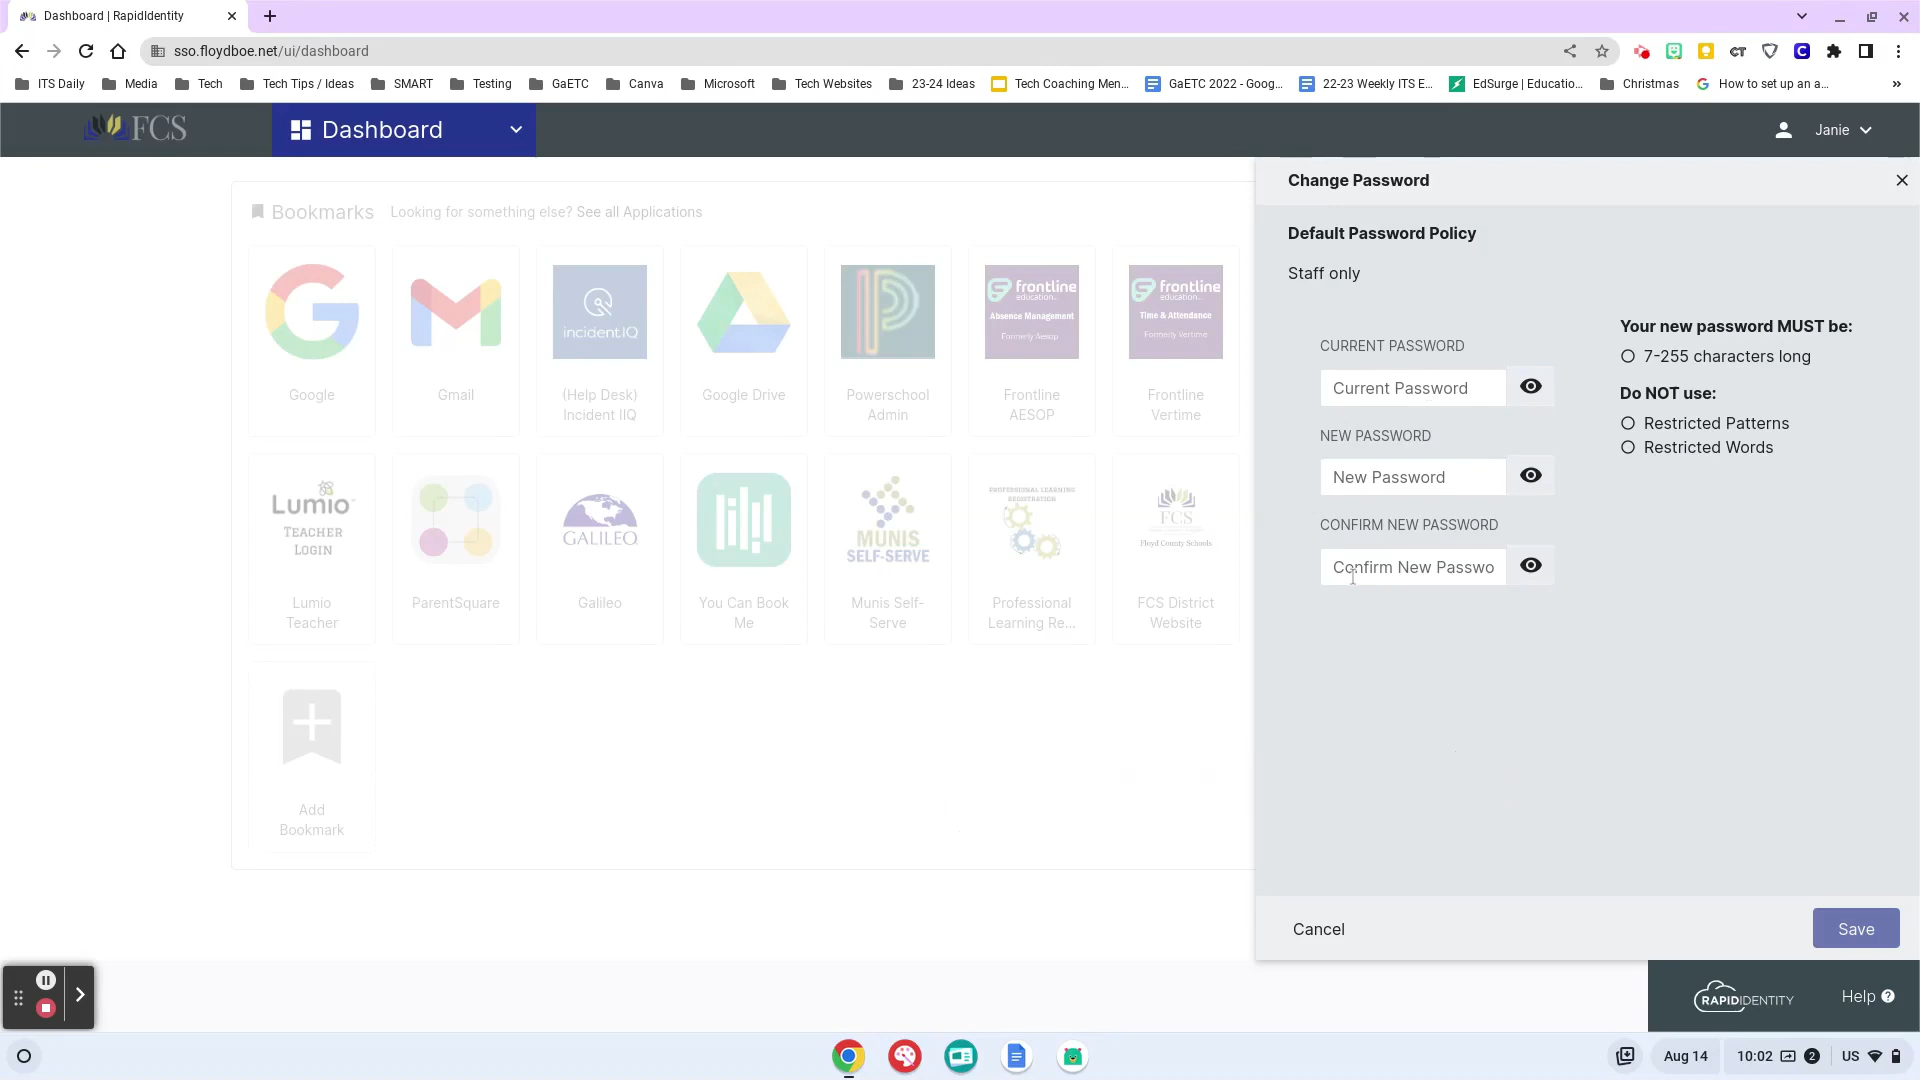 Dashboard | RapidIdentity
sso.floydboe.net/ui/dashboard
ITS Daily Media Tech Tech Tips / Ideas SMART Testing GaETC Canva Microsoft Tech Websites 23-24 Ideas Tech Coaching Men... GaETC 2022 - Goog... 22-23 Weekly ITS E... EdSurge | Educatio... Christmas How to set up an a... »
FCS Dashboard Janie
Bookmarks Looking for something else? See all Applications
incidentIQ
frontline
education
Absence Management
Formerly Aesop
frontline
education
Time & Attendance
Formerly Vertime
Google
Gmail
(Help Desk)
Incident IIQ
Google Drive
Powerschool
Admin
Frontline
AESOP
Frontline
Vertime
Lumio
TEACHER
LOGIN
GALILEO
MUNIS
SELF-SERVE
PROFESSIONAL LEARNING
REGISTRATION
FCS
Floyd County Schools
Lumio
Teacher
ParentSquare
Galileo
You Can Book
Me
Munis Self-
Serve
Professional
Learning Re...
FCS District
Website
Add
Bookmark
Change Password
Default Password Policy
Staff only
CURRENT PASSWORD
Current Password
NEW PASSWORD
New Password
CONFIRM NEW PASSWORD
Confirm New Passwo
Your new password MUST be:
7-255 characters long
Do NOT use:
Restricted Patterns
Restricted Words
Cancel Save
RAPIDIDENTITY Help ?
Aug 14 10:02 2 US